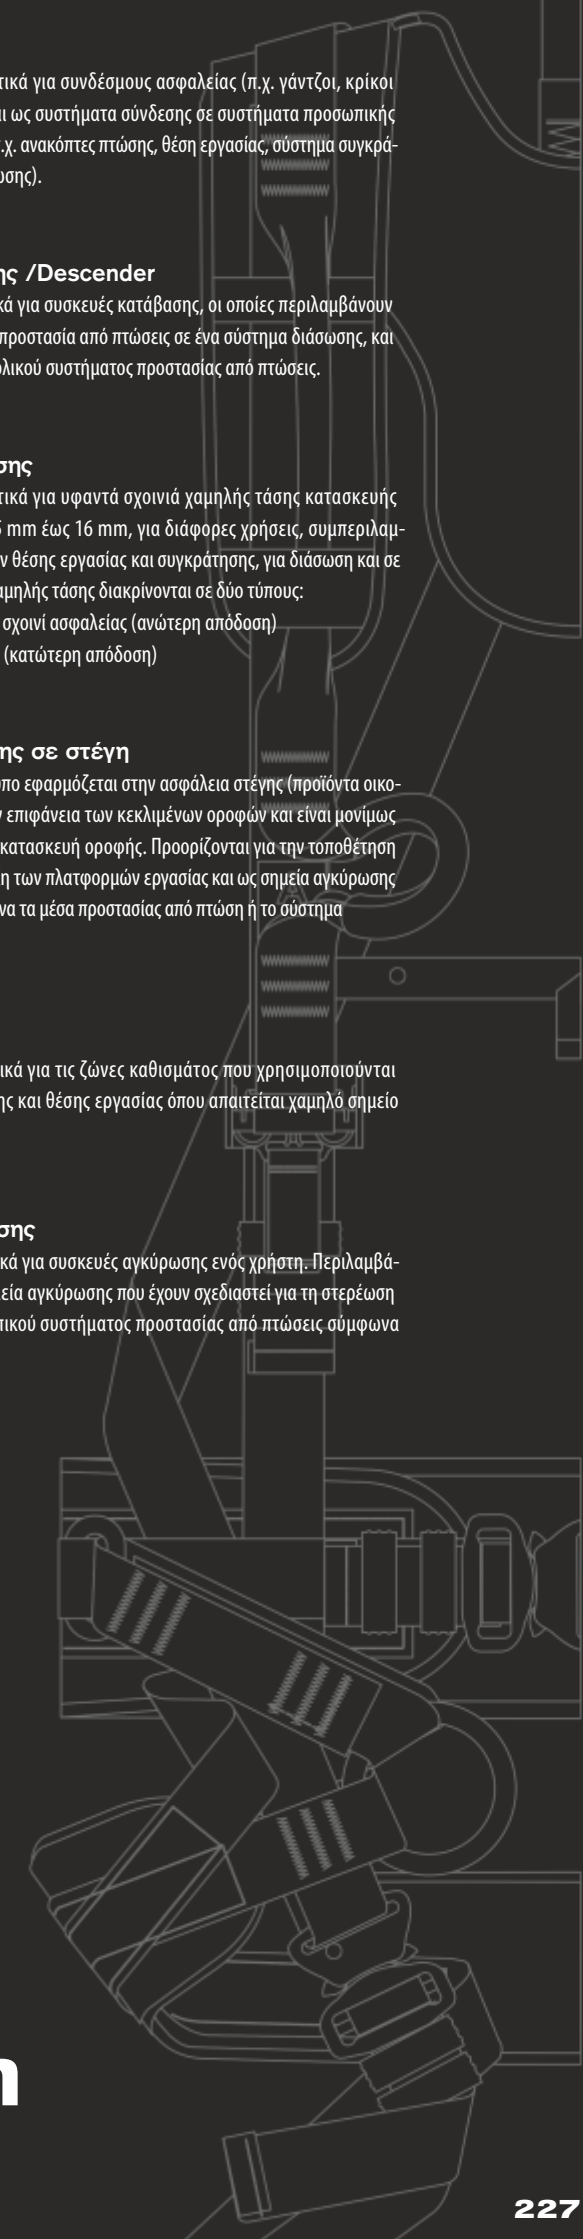 τικά για συνδέσμους ασφαλείας (π.χ. γάντζοι, κρίκοι
ι ως συστήματα σύνδεσης σε συστήματα προσωπικής
.χ. ανακόπτες πτώσης, θέση εργασίας, σύστημα συγκρά-
ωσης).
ης /Descender
κά για συσκευές κατάβασης, οι οποίες περιλαμβάνουν
προστασία από πτώσεις σε ένα σύστημα διάσωσης, και
ολικού συστήματος προστασίας από πτώσεις.
σης
τικά για υφαντά σχοινιά χαμηλής τάσης κατασκευής
5 mm έως 16 mm, για διάφορες χρήσεις, συμπεριλαμ-
ν θέσης εργασίας και συγκράτησης, για διάσωση και σε
αμηλής τάσης διακρίνονται σε δύο τύπους:
σχοινί ασφαλείας (ανώτερη απόδοση)
(κατώτερη απόδοση)
ης σε στέγη
πο εφαρμόζεται στην ασφάλεια στέγης (προϊόντα οικο-
ν επιφάνεια των κεκλιμένων οροφών και είναι μονίμως
κατασκευή οροφής. Προορίζονται για την τοποθέτηση
η των πλατφορμών εργασίας και ως σημεία αγκύρωσης
να τα μέσα προστασίας από πτώση ή το σύστημα
ικά για τις ζώνες καθισμάτος που χρησιμοποιούνται
ης και θέσης εργασίας όπου απαιτείται χαμηλό σημείο
σης
κά για συσκευές αγκύρωσης ενός χρήστη. Περιλαμβά-
εία αγκύρωσης που έχουν σχεδιαστεί για τη στερέωση
πικού συστήματος προστασίας από πτώσεις σύμφωνα
227